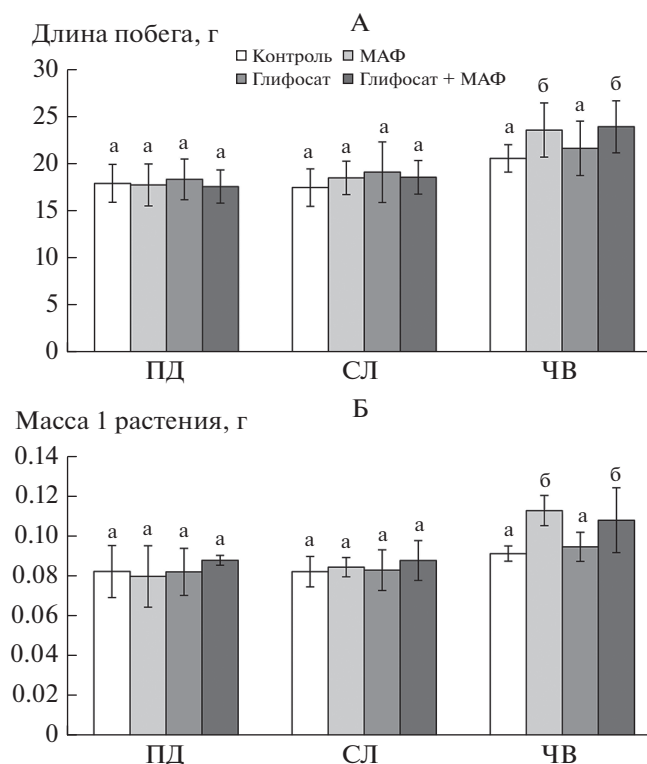 А
Длина побега, г
Контроль МАФ
Глифосат Глифосат + МАФ
30
25
20
15
10
5
0
а а а а
а а а а
а б а б
ПД СЛ ЧВ
Б
Масса 1 растения, г
0.14
0.12
0.10
0.08
0.06
0.04
0.02
0
а а а а
а а а а
а б а б
ПД СЛ ЧВ